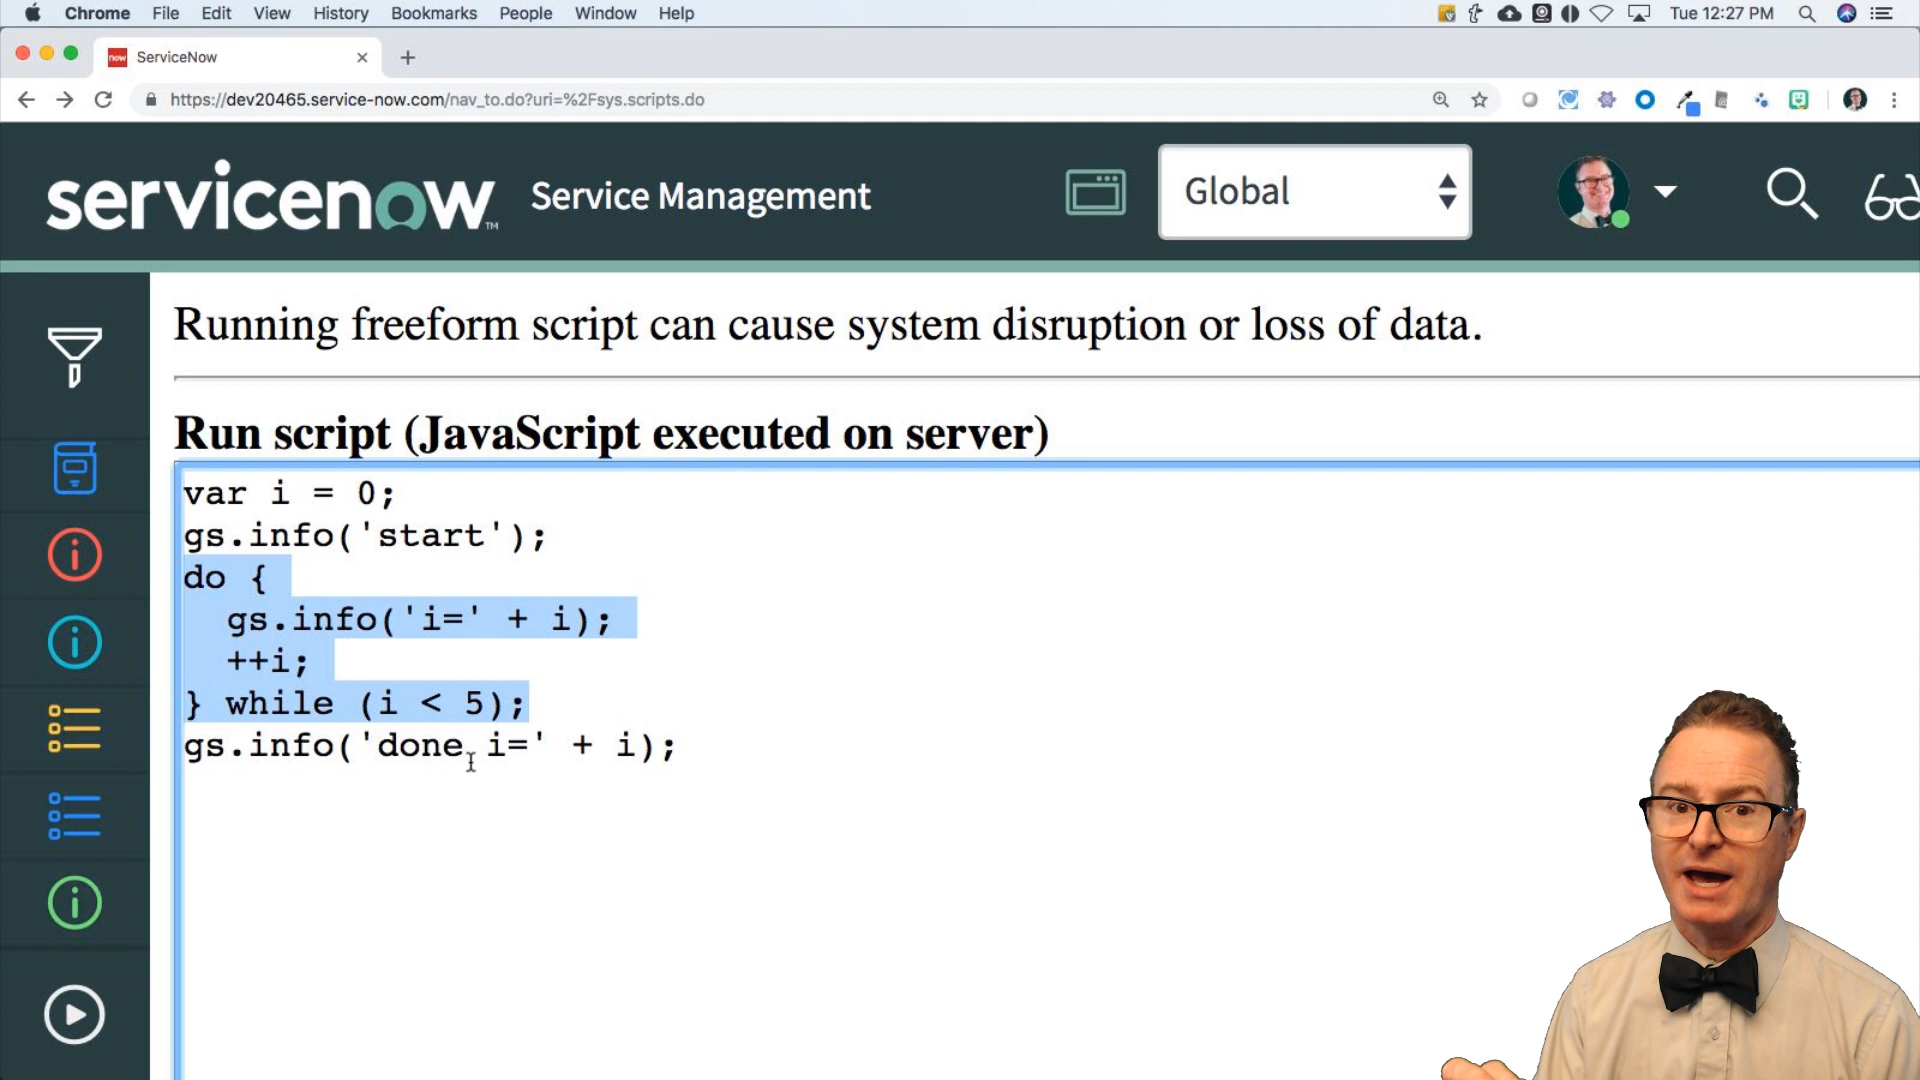 Chrome File Edit View History Bookmarks People Window Help Tue 12:27 PM
now ServiceNow
https://dev20465.service-now.com/nav_to.do?uri=%2Fsys.scripts.do
servicenow™ Service Management Global
Running freeform script can cause system disruption or loss of data.
Run script (JavaScript executed on server)
var i = 0;
gs.info('start');
do {
  gs.info('i=' + i);
  ++i;
} while (i < 5);
gs.info('done, i=' + i);